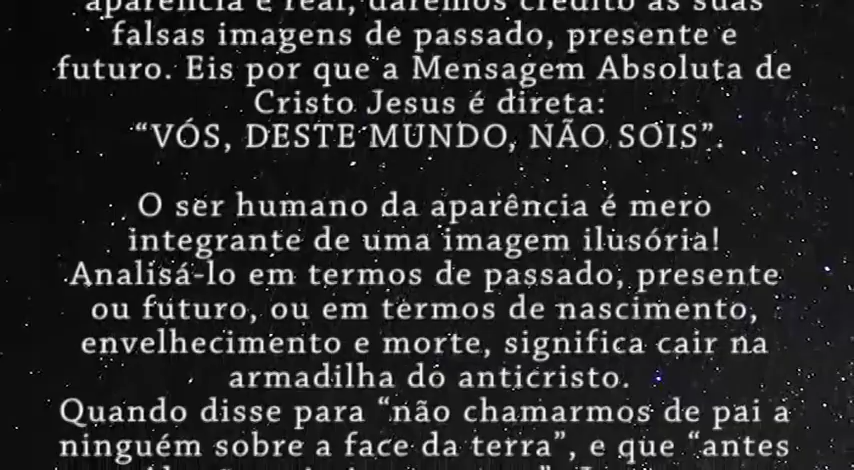 aparência é real, daremos crédito às suas
falsas imagens de passado, presente e
futuro. Eis por que a Mensagem Absoluta de
Cristo Jesus é direta:
“VÓS, DESTE MUNDO, NÃO SOIS”.
O ser humano da aparência é mero
integrante de uma imagem ilusória!
Analisá-lo em termos de passado, presente
ou futuro, ou em termos de nascimento,
envelhecimento e morte, significa cair na
armadilha do anticristo.
Quando disse para “não chamarmos de pai a
ninguém sobre a face da terra”, e que “antes